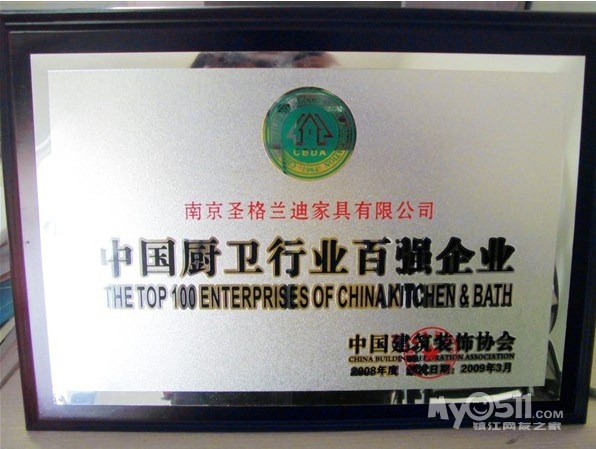 CBDA
南京圣格兰迪家具有限公司
中国厨卫行业百强企业
THE TOP 100 ENTERPRISES OF CHINA KITCHEN & BATH
中国建筑装饰协会
CHINA BUILDING DECORATION ASSOCIATION
2008年度 颁发日期：2009年3月
My0511.com
镇江网友之家